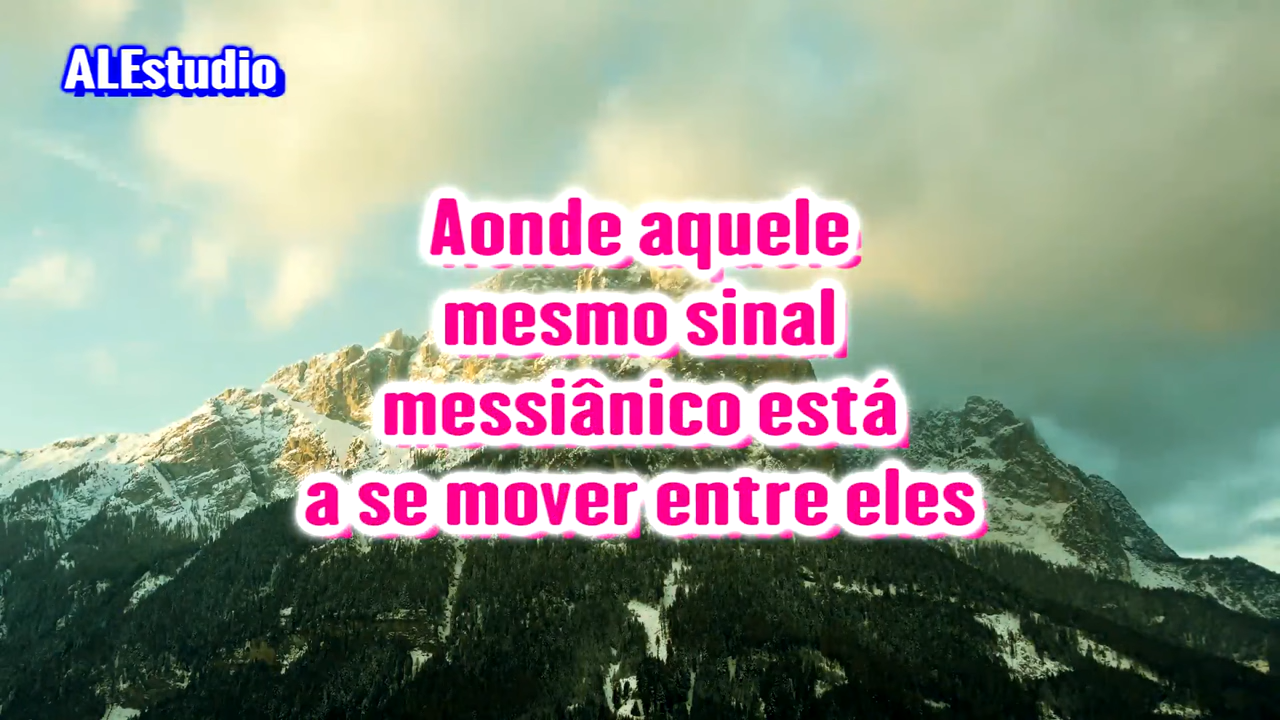 ALEstudio
Aonde aquele
mesmo sinal
messiânico está
a se mover entre eles